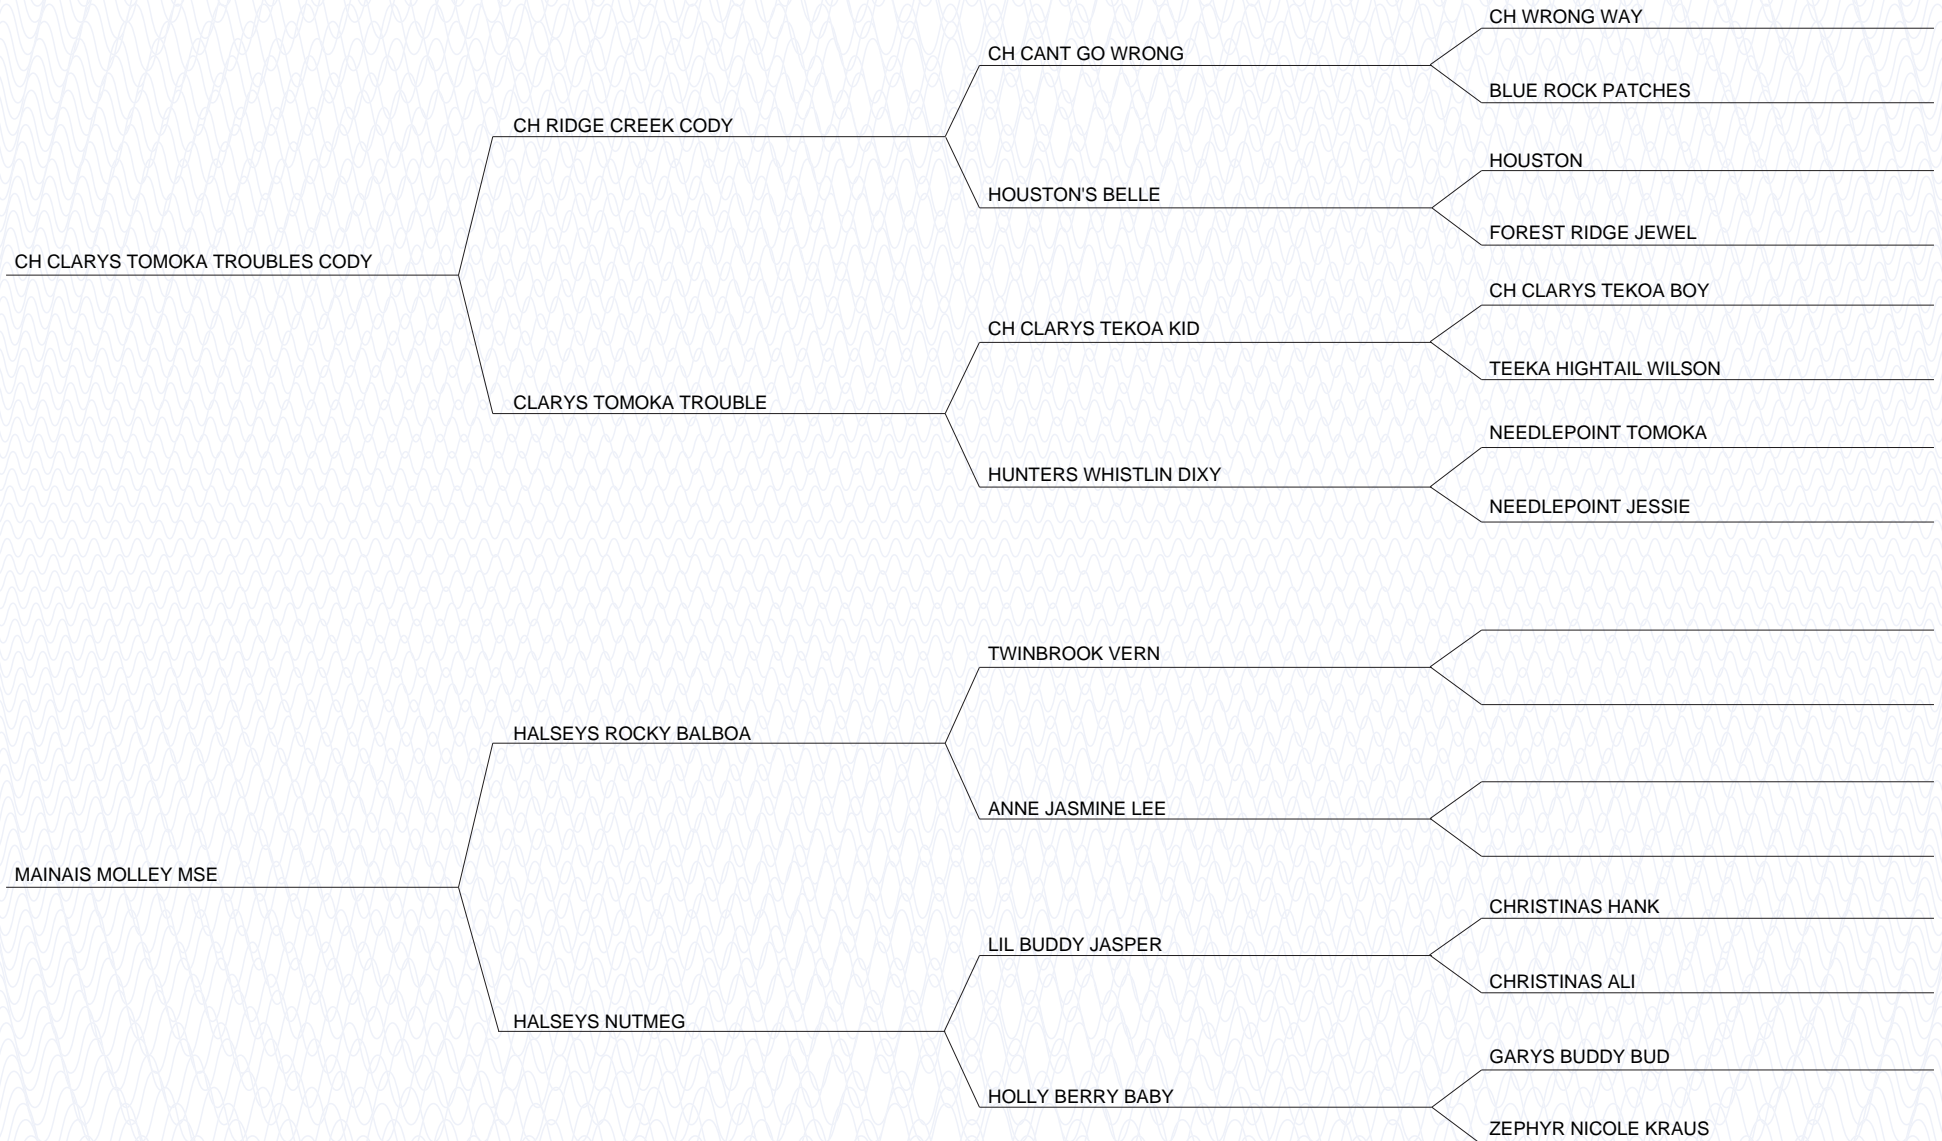 CH WRONG WAY
CH CANT GO WRONG
BLUE ROCK PATCHES
CH RIDGE CREEK CODY
HOUSTON
HOUSTON'S BELLE
FOREST RIDGE JEWEL
CH CLARYS TOMOKA TROUBLES CODY
CH CLARYS TEKOA BOY
CH CLARYS TEKOA KID
TEEKA HIGHTAIL WILSON
CLARYS TOMOKA TROUBLE
NEEDLEPOINT TOMOKA
HUNTERS WHISTLIN DIXY
NEEDLEPOINT JESSIE
TWINBROOK VERN
HALSEYS ROCKY BALBOA
ANNE JASMINE LEE
MAINAIS MOLLEY MSE
CHRISTINAS HANK
LIL BUDDY JASPER
CHRISTINAS ALI
HALSEYS NUTMEG
GARYS BUDDY BUD
HOLLY BERRY BABY
ZEPHYR NICOLE KRAUS